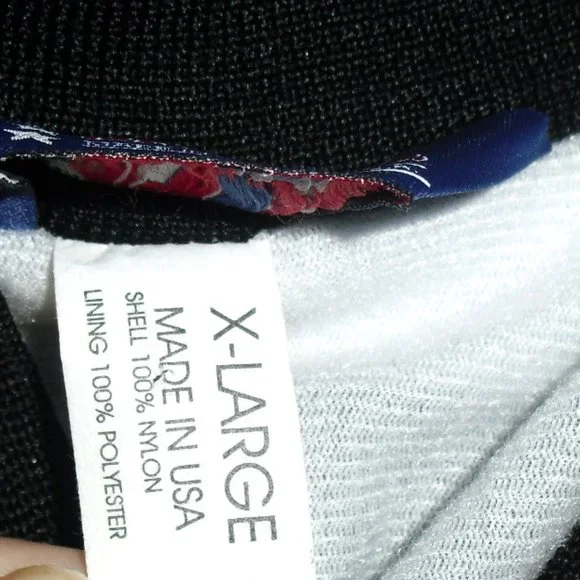 X-LARGE
MADE IN USA
SHELL 100% NYLON
LINING 100% POLYESTER